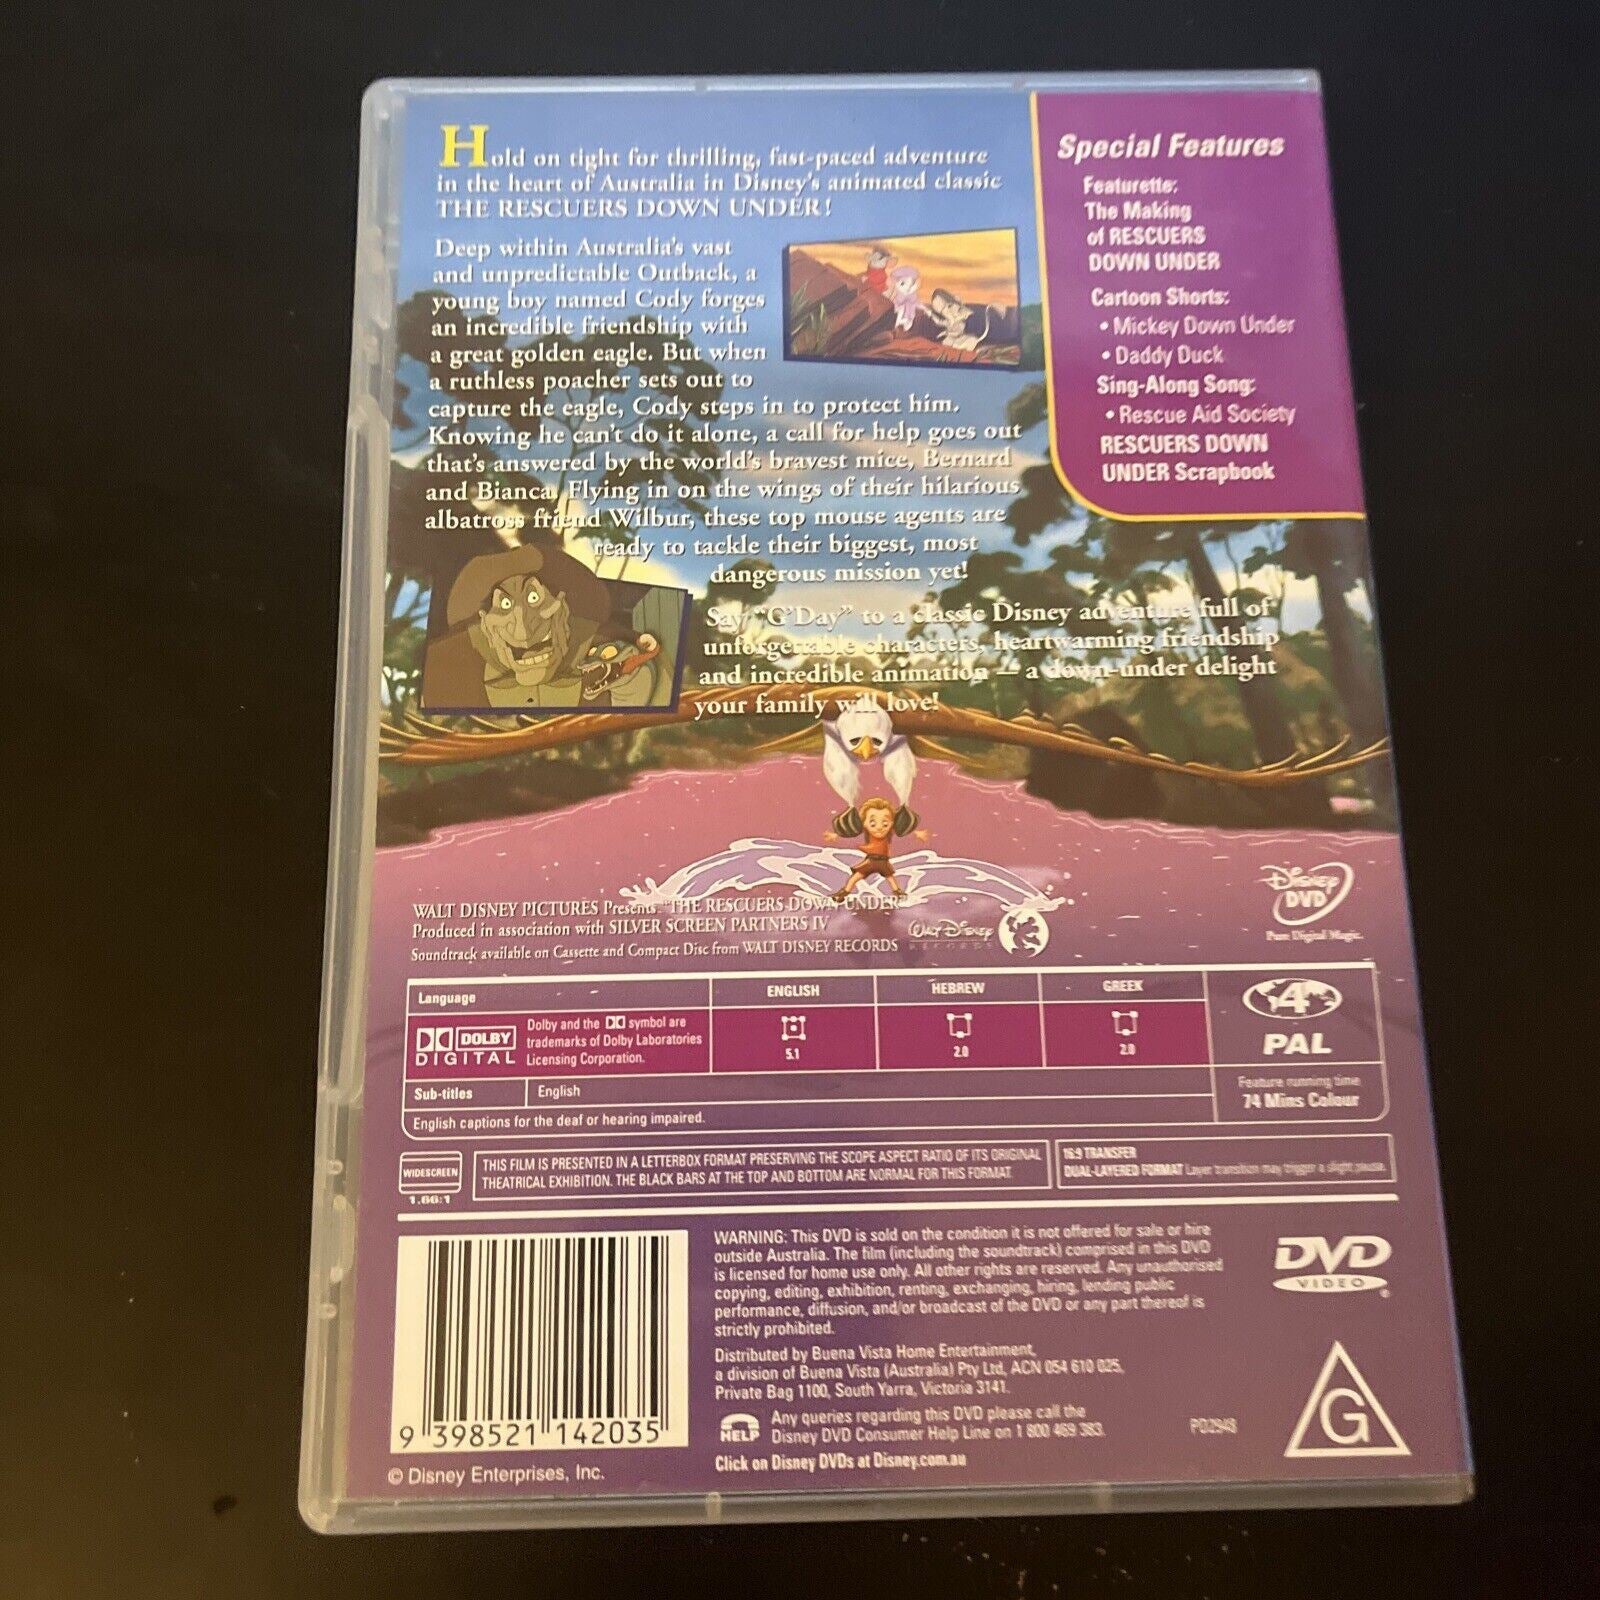 Hold on tight for thrilling, fast-paced adventure
in the heart of Australia in Disney's animated classic
THE RESCUERS DOWN UNDER!
Deep within Australia's vast
and unpredictable Outback, a
young boy named Cody forges
an incredible friendship with
a great golden eagle. But when
a ruthless poacher sets out to
capture the eagle, Cody steps in to protect him.
Knowing he can't do it alone, a call for help goes out
that's answered by the world's bravest mice, Bernard
and Bianca. Flying in on the wings of their hilarious
albatross friend Wilbur, these top mouse agents are
ready to tackle their biggest, most
dangerous mission yet!
Say "G'Day" to a classic Disney adventure full of
unforgettable characters, heartwarming friendship
and incredible animation — a down-under delight
your family will love!
Special Features
Featurette:
The Making
of RESCUERS
DOWN UNDER
Cartoon Shorts:
• Mickey Down Under
• Daddy Duck
Sing-Along Song:
• Rescue Aid Society
RESCUERS DOWN
UNDER Scrapbook
WALT DISNEY PICTURES Presents "THE RESCUERS DOWN UNDER"
Produced in association with SILVER SCREEN PARTNERS IV
Soundtrack available on Cassette and Compact Disc from WALT DISNEY RECORDS
WALT DISNEY
RECORDS
Disney
DVD
Pure Digital Magic.
Language
ENGLISH
HEBREW
GREEK
DOLBY
DIGITAL
Dolby and the DD symbol are
trademarks of Dolby Laboratories
Licensing Corporation.
5.1
2.0
2.0
4
PAL
Sub-titles
English
English captions for the deaf or hearing impaired.
Feature running time
74 Mins Colour
WIDESCREEN
1.66:1
THIS FILM IS PRESENTED IN A LETTERBOX FORMAT PRESERVING THE SCOPE ASPECT RATIO OF ITS ORIGINAL
THEATRICAL EXHIBITION. THE BLACK BARS AT THE TOP AND BOTTOM ARE NORMAL FOR THIS FORMAT.
16:9 TRANSFER
DUAL-LAYERED FORMAT Layer transition may trigger a slight pause.
WARNING: This DVD is sold on the condition it is not offered for sale or hire
outside Australia. The film (including the soundtrack) comprised in this DVD
is licensed for home use only. All other rights are reserved. Any unauthorised
copying, editing, exhibition, renting, exchanging, hiring, lending public
performance, diffusion, and/or broadcast of the DVD or any part thereof is
strictly prohibited.
Distributed by Buena Vista Home Entertainment,
a division of Buena Vista (Australia) Pty Ltd, ACN 054 610 025,
Private Bag 1100, South Yarra, Victoria 3141.
HELP
Any queries regarding this DVD please call the
Disney DVD Consumer Help Line on 1 800 469 383.
Click on Disney DVDs at Disney.com.au
DVD
VIDEO
G
PD2948
9 398521 142035
© Disney Enterprises, Inc.